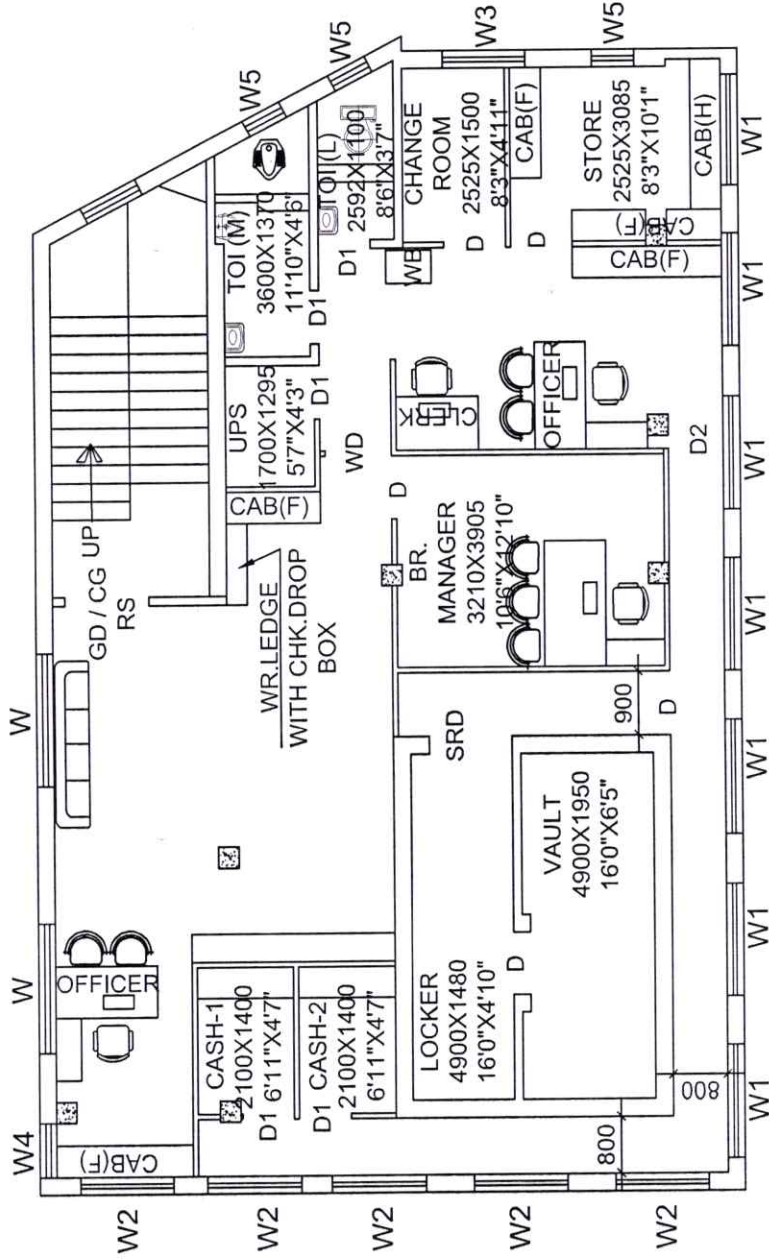 W4
W
W
OFFICER
CAB(F)
GD / CG UP
RS
W2
W2
W2
W2
W2
CASH-1
2100X1400
6'11"X4'7"
D1
CASH-2
2100X1400
6'11"X4'7"
D1
WR.LEDGE
WITH CHK.DROP
BOX
CAB(F)
UPS
1700X1295
5'7"X4'3"
D1
TOI (M)
3600X1370
11'10"X4'6"
D1
TOI (L)
2592X1100
8'6"X3'7"
D1
W5
W5
W3
W5
WD
WB
CHANGE
ROOM
2525X1500
8'3"X4'11"
D
D
CAB(F)
STORE
2525X3085
8'3"X10'1"
CAB(H)
CAB(F)
CAB(F)
CLERK
OFFICER
D2
D
BR.
MANAGER
3210X3905
10'6"X12'10"
SRD
LOCKER
4900X1480
16'0"X4'10"
D
VAULT
4900X1950
16'0"X6'5"
900
D
800
800
W1
W1
W1
W1
W1
W1
W1
W1